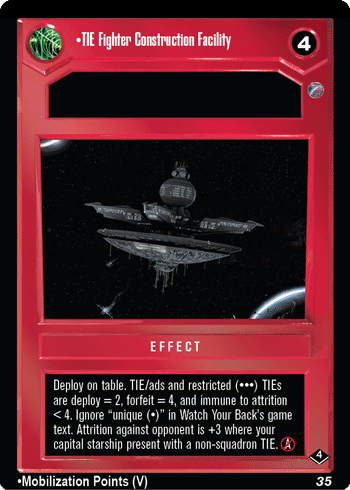 •TIE Fighter Construction Facility
4
EFFECT
Deploy on table. TIE/ads and restricted (•••) TIEs
are deploy = 2, forfeit = 4, and immune to attrition
< 4. Ignore “unique (•)” in Watch Your Back's game
text. Attrition against opponent is +3 where your
capital starship present with a non-squadron TIE. A
4
•Mobilization Points (V)
35